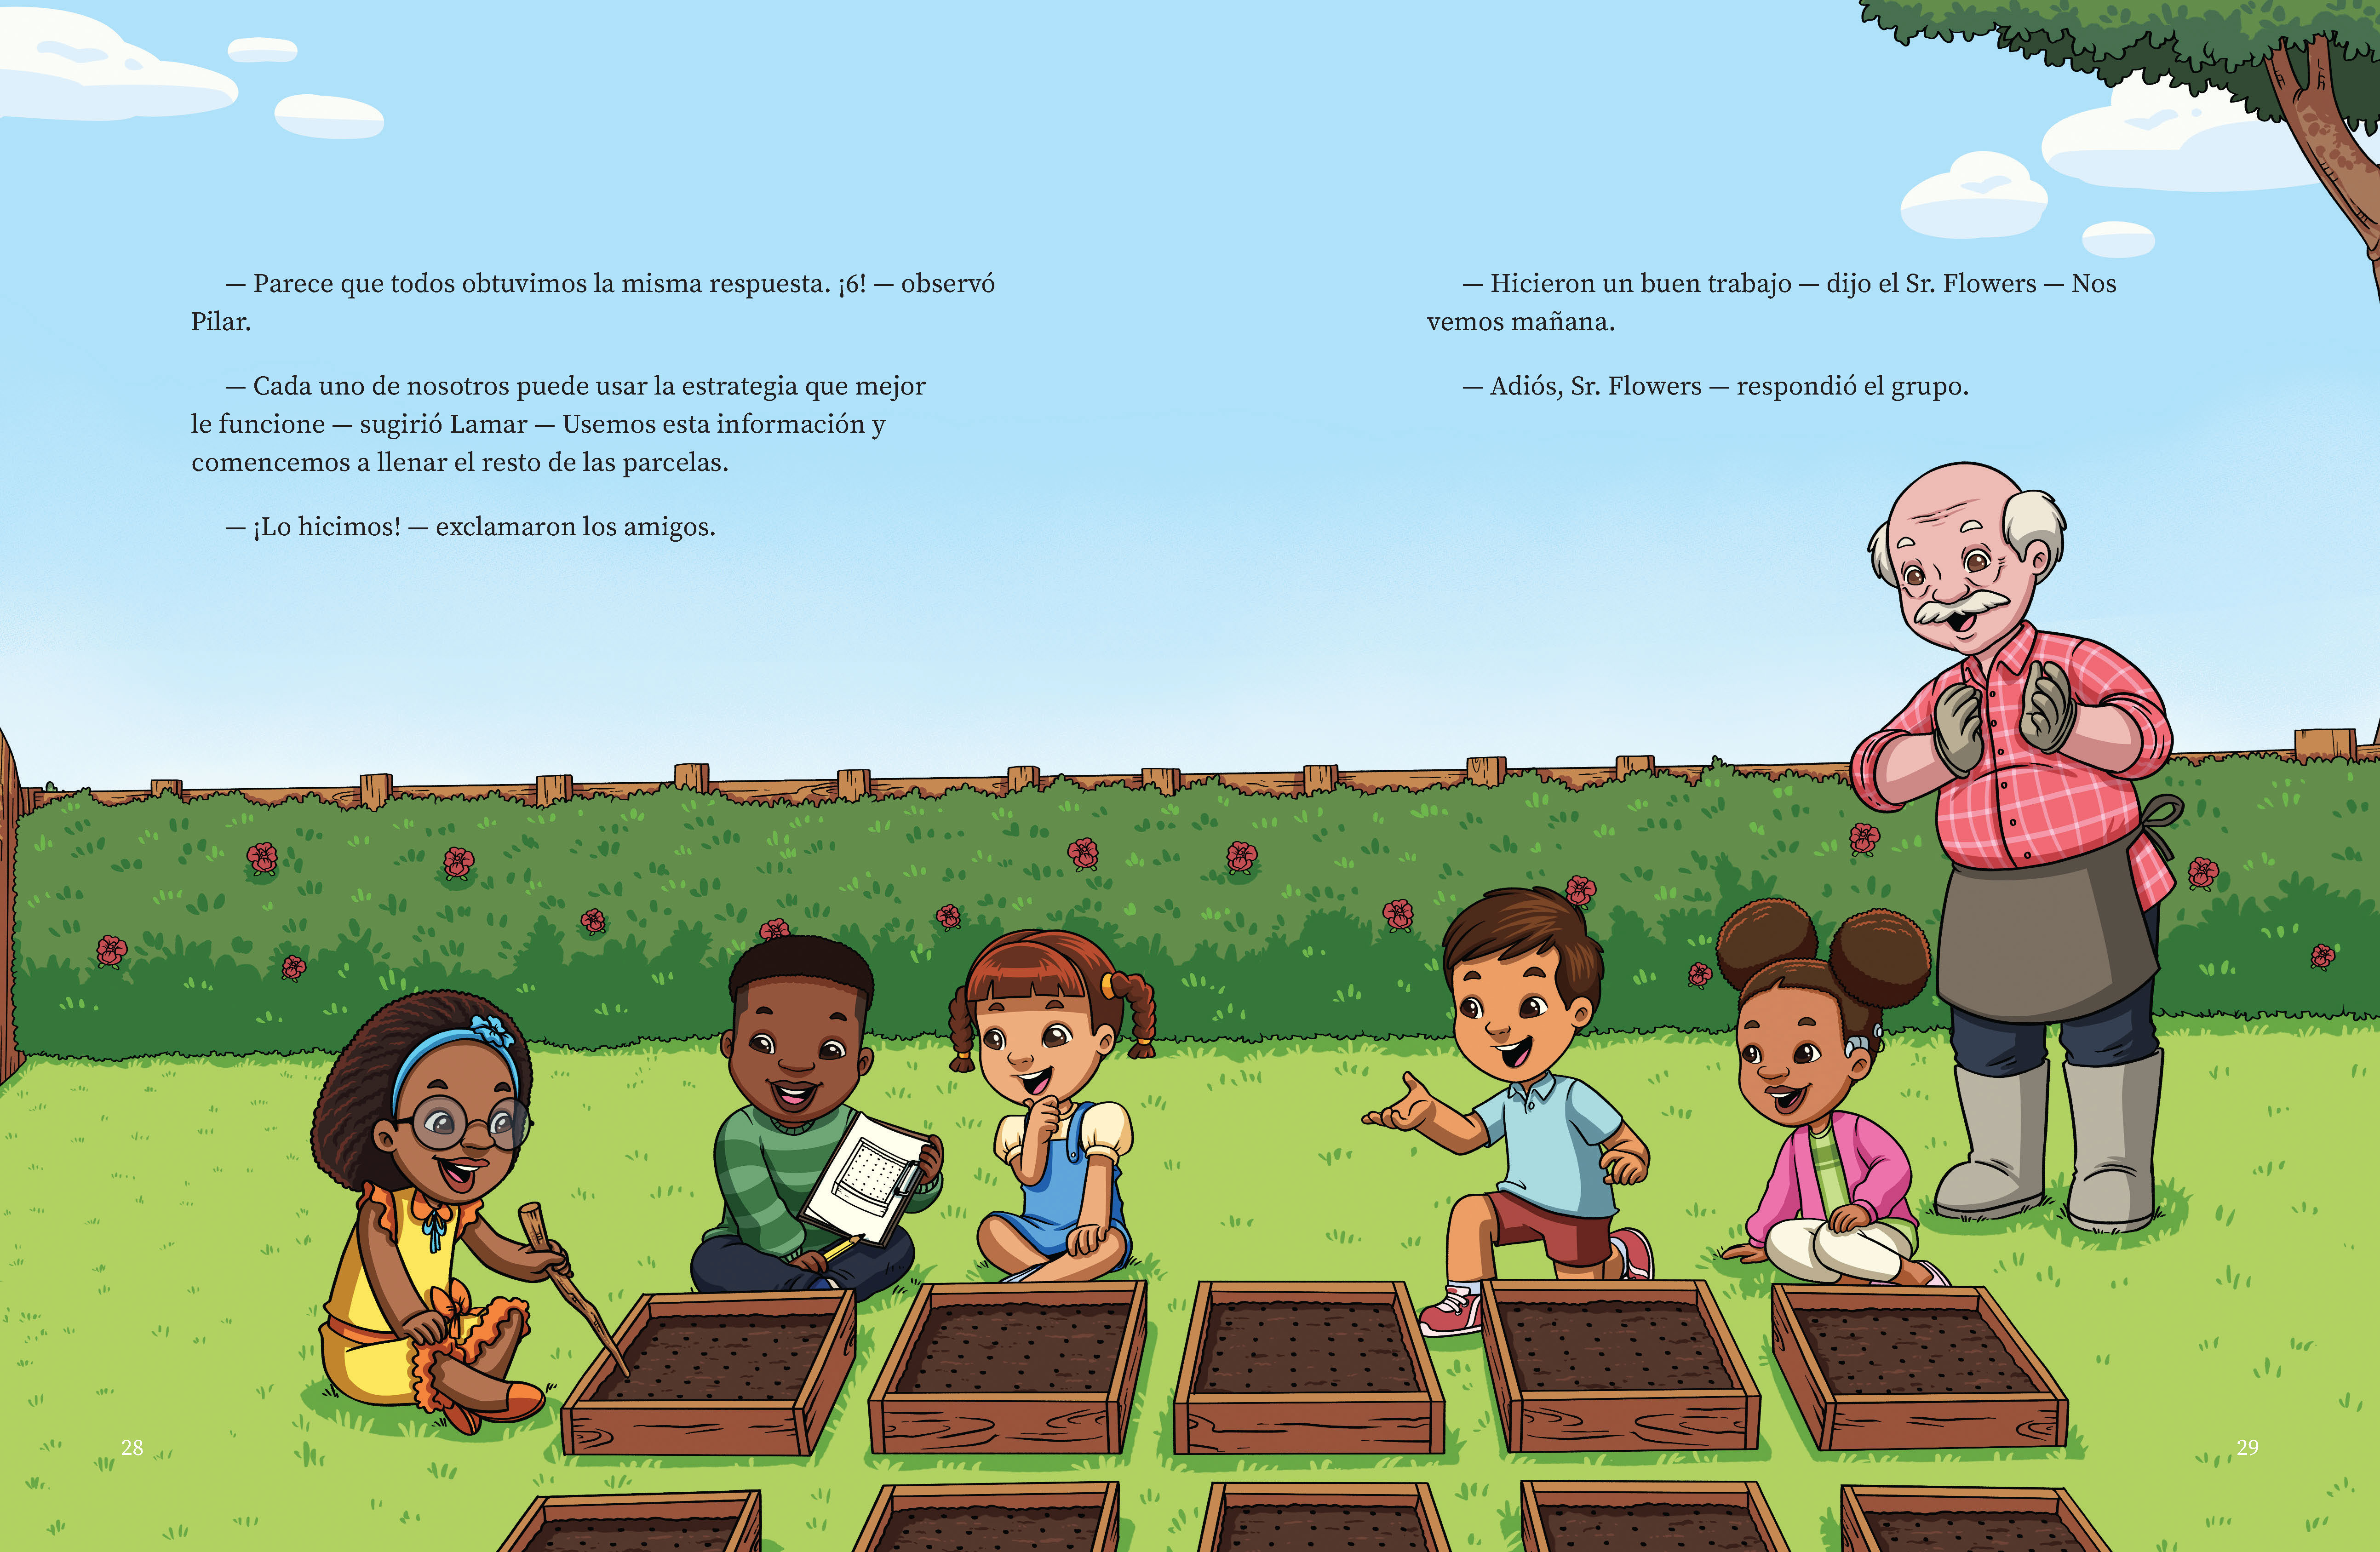 — Parece que todos obtuvimos la misma respuesta. ¡6! — observó
Pilar.
— Cada uno de nosotros puede usar la estrategia que mejor
le funcione — sugirió Lamar — Usemos esta información y
comencemos a llenar el resto de las parcelas.
— ¡Lo hicimos! — exclamaron los amigos.
28
— Hicieron un buen trabajo — dijo el Sr. Flowers — Nos
vemos mañana.
— Adiós, Sr. Flowers — respondió el grupo.
29